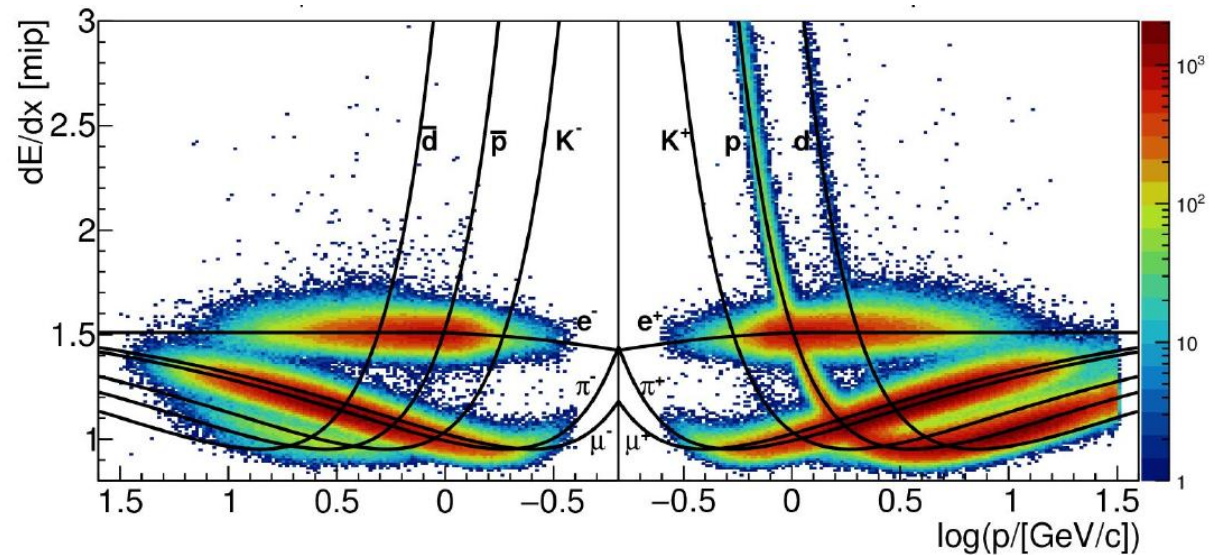 dE/dx [mip]
3
2.5
2
1.5
1
d̅ p̅ K⁻ K⁺ p d
e⁻ e⁺
π⁻ π⁺
μ⁻ μ⁺
1.5 1 0.5 0 −0.5 −0.5 0 0.5 1 1.5
log(p/[GeV/c])
10³
10²
10
1